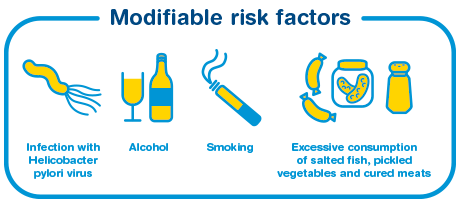 Modifiable risk factors
Infection with
Helicobacter
pylori virus
Alcohol
Smoking
Excessive consumption
of salted fish, pickled
vegetables and cured meats